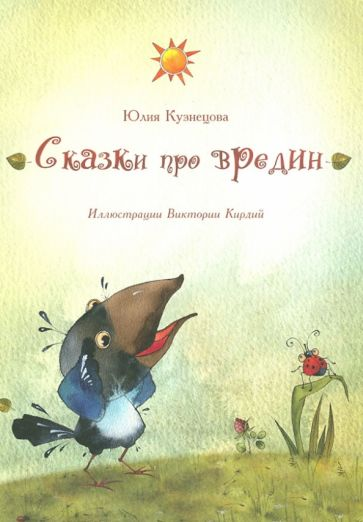 Юлия Кузнецова
Сказки про вредин
Иллюстрации Виктории Кирдий